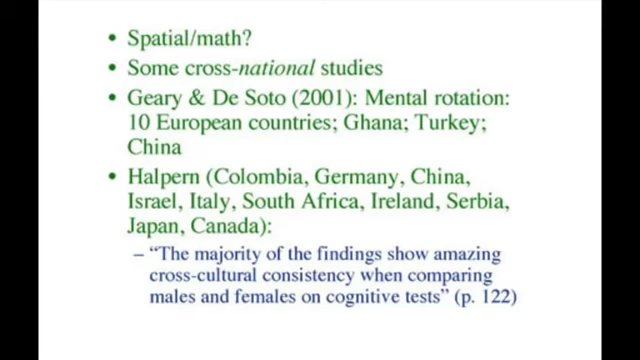 • Spatial/math?
• Some cross-national studies
• Geary & De Soto (2001): Mental rotation:
10 European countries; Ghana; Turkey;
China
• Halpern (Colombia, Germany, China,
Israel, Italy, South Africa, Ireland, Serbia,
Japan, Canada):
– “The majority of the findings show amazing
cross-cultural consistency when comparing
males and females on cognitive tests” (p. 122)